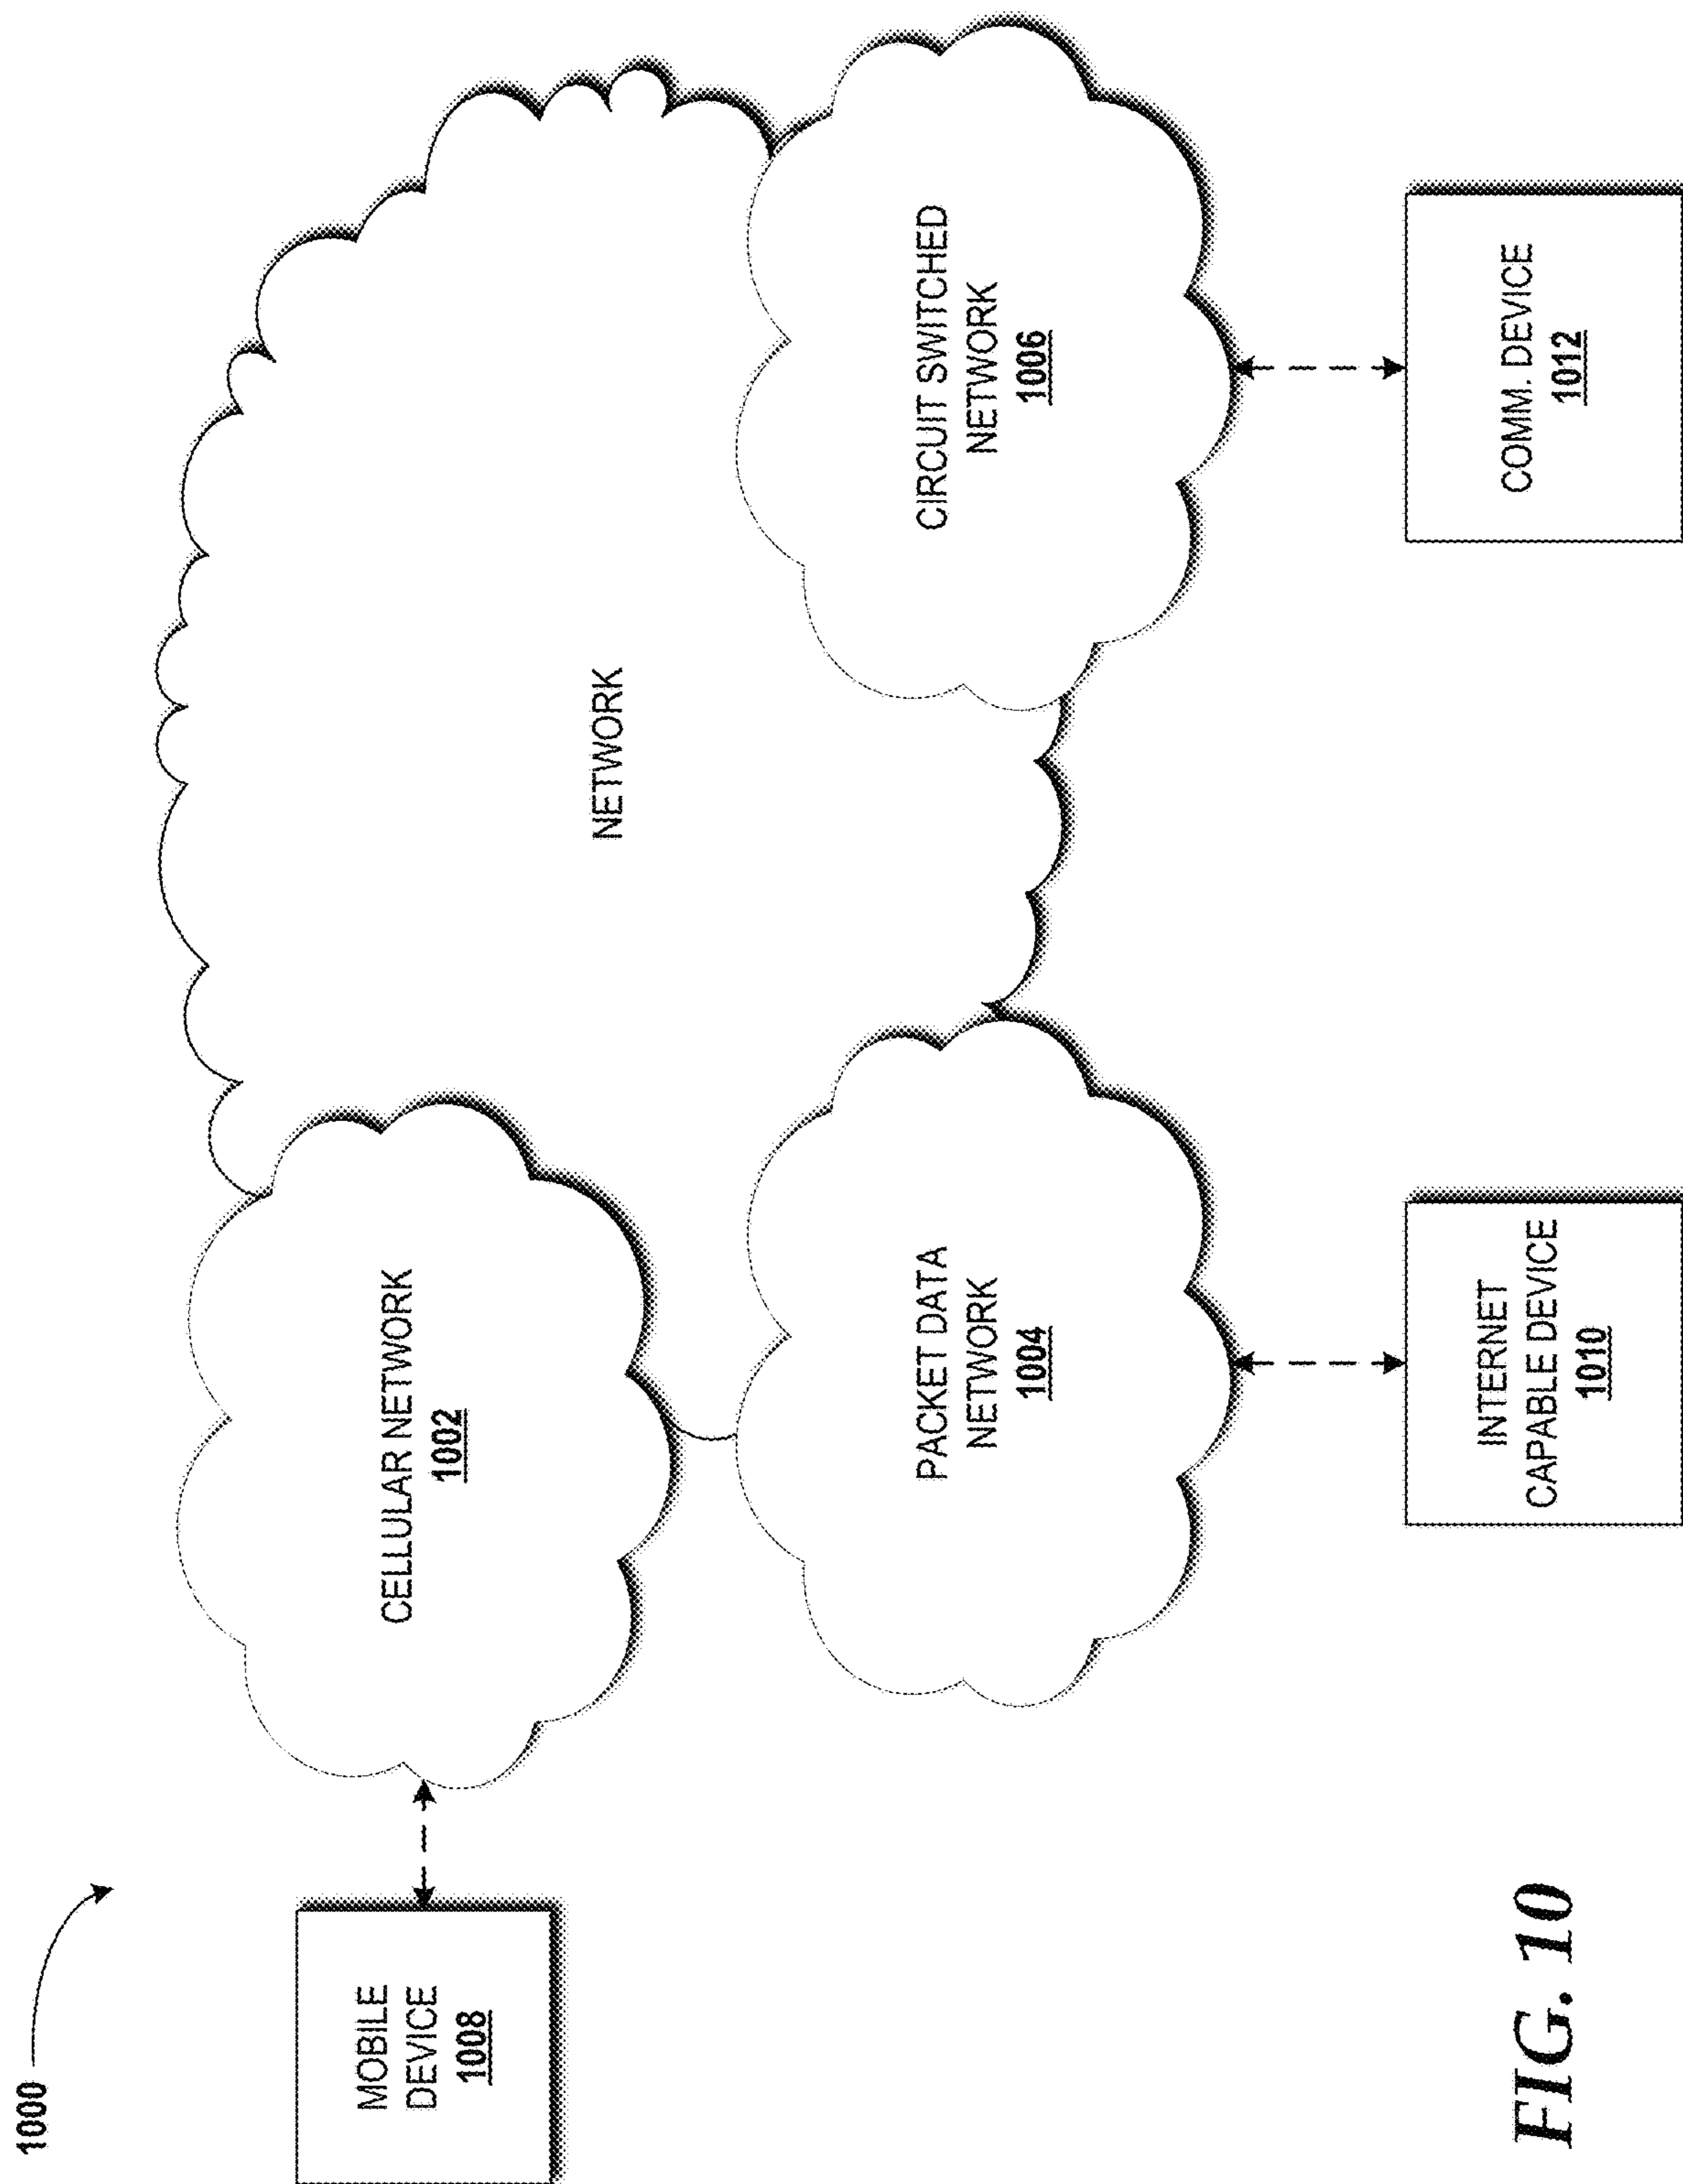 1000
MOBILE
DEVICE
1008
CELLULAR NETWORK
1002
NETWORK
PACKET DATA
NETWORK
1004
CIRCUIT SWITCHED
NETWORK
1006
INTERNET
CAPABLE DEVICE
1010
COMM. DEVICE
1012
FIG. 10